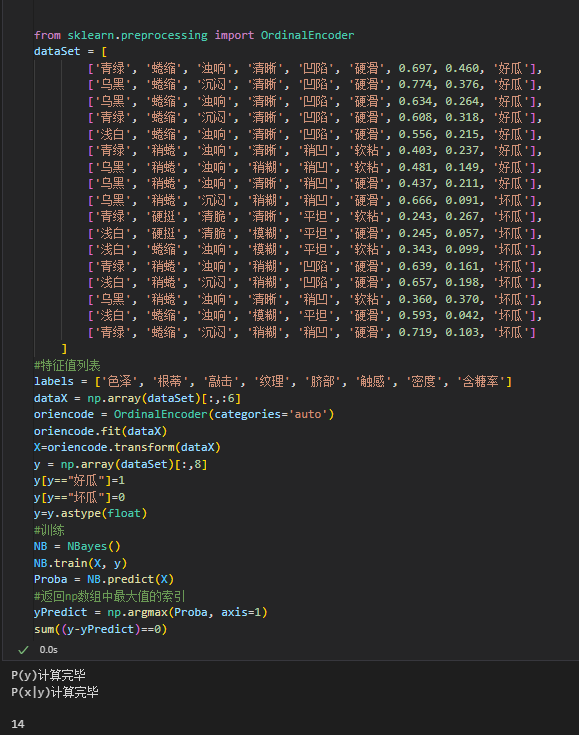 from sklearn.preprocessing import OrdinalEncoder
dataSet = [
['青绿', '蜷缩', '浊响', '清晰', '凹陷', '硬滑', 0.697, 0.460, '好瓜'],
['乌黑', '蜷缩', '沉闷', '清晰', '凹陷', '硬滑', 0.774, 0.376, '好瓜'],
['乌黑', '蜷缩', '浊响', '清晰', '凹陷', '硬滑', 0.634, 0.264, '好瓜'],
['青绿', '蜷缩', '沉闷', '清晰', '凹陷', '硬滑', 0.608, 0.318, '好瓜'],
['浅白', '蜷缩', '浊响', '清晰', '凹陷', '硬滑', 0.556, 0.215, '好瓜'],
['青绿', '稍蜷', '浊响', '清晰', '稍凹', '软粘', 0.403, 0.237, '好瓜'],
['乌黑', '稍蜷', '浊响', '稍糊', '稍凹', '软粘', 0.481, 0.149, '好瓜'],
['乌黑', '稍蜷', '浊响', '清晰', '稍凹', '硬滑', 0.437, 0.211, '好瓜'],
['乌黑', '稍蜷', '沉闷', '稍糊', '稍凹', '硬滑', 0.666, 0.091, '坏瓜'],
['青绿', '硬挺', '清脆', '清晰', '平坦', '软粘', 0.243, 0.267, '坏瓜'],
['浅白', '硬挺', '清脆', '模糊', '平坦', '硬滑', 0.245, 0.057, '坏瓜'],
['浅白', '蜷缩', '浊响', '模糊', '平坦', '软粘', 0.343, 0.099, '坏瓜'],
['青绿', '稍蜷', '浊响', '稍糊', '凹陷', '硬滑', 0.639, 0.161, '坏瓜'],
['浅白', '稍蜷', '沉闷', '稍糊', '凹陷', '硬滑', 0.657, 0.198, '坏瓜'],
['乌黑', '稍蜷', '浊响', '清晰', '稍凹', '软粘', 0.360, 0.370, '坏瓜'],
['浅白', '蜷缩', '浊响', '模糊', '平坦', '硬滑', 0.593, 0.042, '坏瓜'],
['青绿', '蜷缩', '沉闷', '稍糊', '稍凹', '硬滑', 0.719, 0.103, '坏瓜']
]
#特征值列表
labels = ['色泽', '根蒂', '敲击', '纹理', '脐部', '触感', '密度', '含糖率']
dataX = np.array(dataSet)[:,:6]
oriencode = OrdinalEncoder(categories='auto')
oriencode.fit(dataX)
X=oriencode.transform(dataX)
y = np.array(dataSet)[:,8]
y[y=="好瓜"]=1
y[y=="坏瓜"]=0
y=y.astype(float)
#训练
NB = NBayes()
NB.train(X, y)
Proba = NB.predict(X)
#返回np数组中最大值的索引
yPredict = np.argmax(Proba, axis=1)
sum((y-yPredict)==0)
0.0s
P(y)计算完毕
P(x|y)计算完毕
14